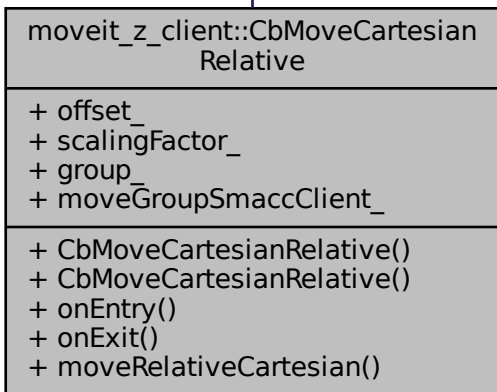 moveit_z_client::CbMoveCartesian
Relative
+ offset_
+ scalingFactor_
+ group_
+ moveGroupSmaccClient_
+ CbMoveCartesianRelative()
+ CbMoveCartesianRelative()
+ onEntry()
+ onExit()
+ moveRelativeCartesian()